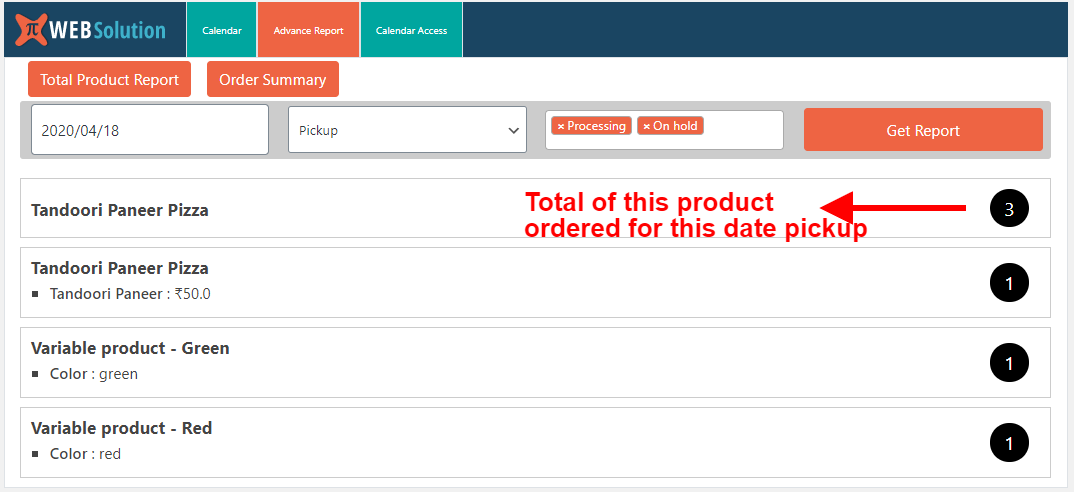 π WEBSolution Calendar Advance Report Calendar Access
Total Product Report Order Summary
2020/04/18 Pickup × Processing × On hold Get Report
Tandoori Paneer Pizza Total of this product 3
ordered for this date pickup
Tandoori Paneer Pizza
Tandoori Paneer : ₹50.0 1
Variable product - Green
Color : green 1
Variable product - Red
Color : red 1